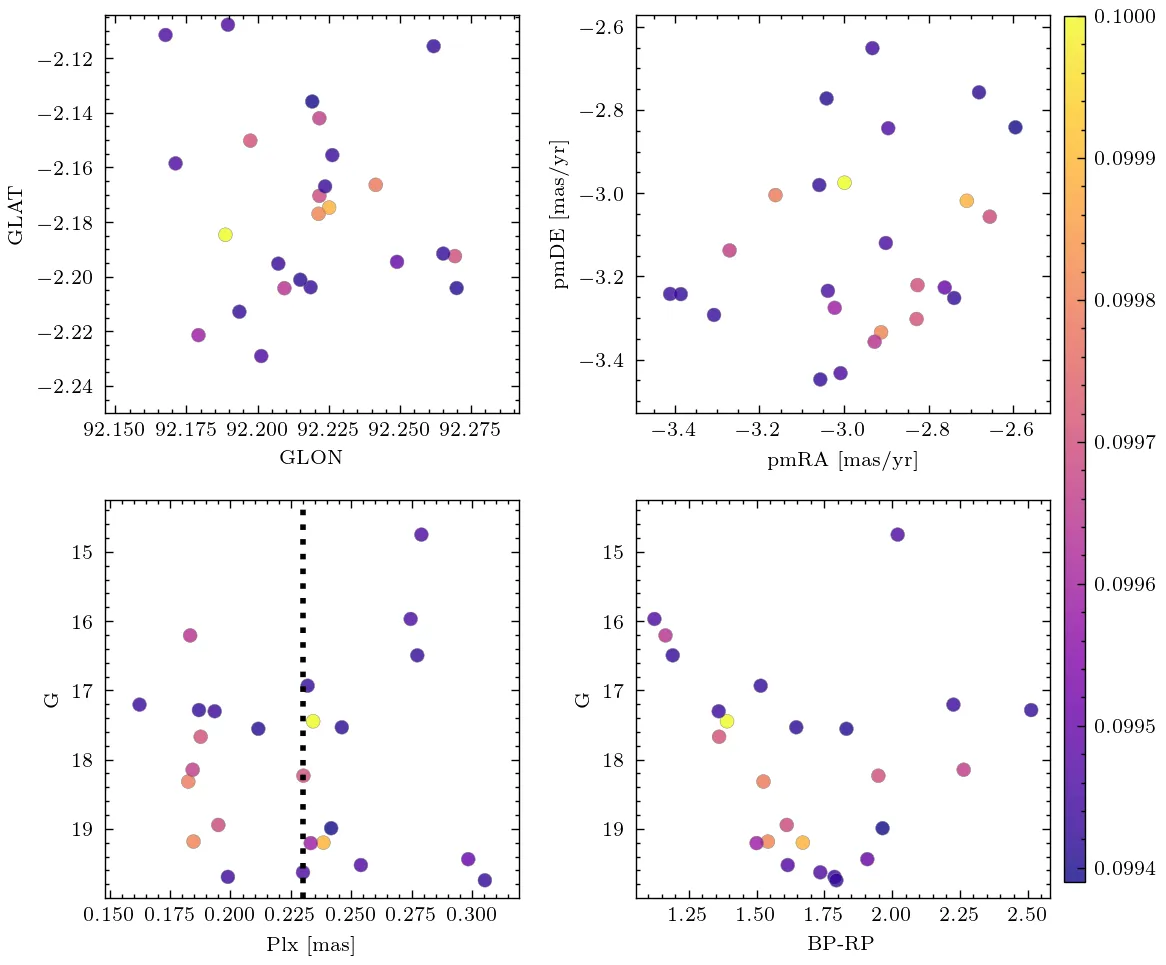 −2.12
−2.14
−2.16
−2.18
−2.20
−2.22
−2.24
GLAT
92.150 92.175 92.200 92.225 92.250 92.275
GLON
−2.6
−2.8
−3.0
−3.2
−3.4
pmDE [mas/yr]
−3.4 −3.2 −3.0 −2.8 −2.6
pmRA [mas/yr]
15
16
17
18
19
G
0.150 0.175 0.200 0.225 0.250 0.275 0.300
Plx [mas]
15
16
17
18
19
G
1.25 1.50 1.75 2.00 2.25 2.50
BP-RP
0.1000
0.0999
0.0998
0.0997
0.0996
0.0995
0.0994